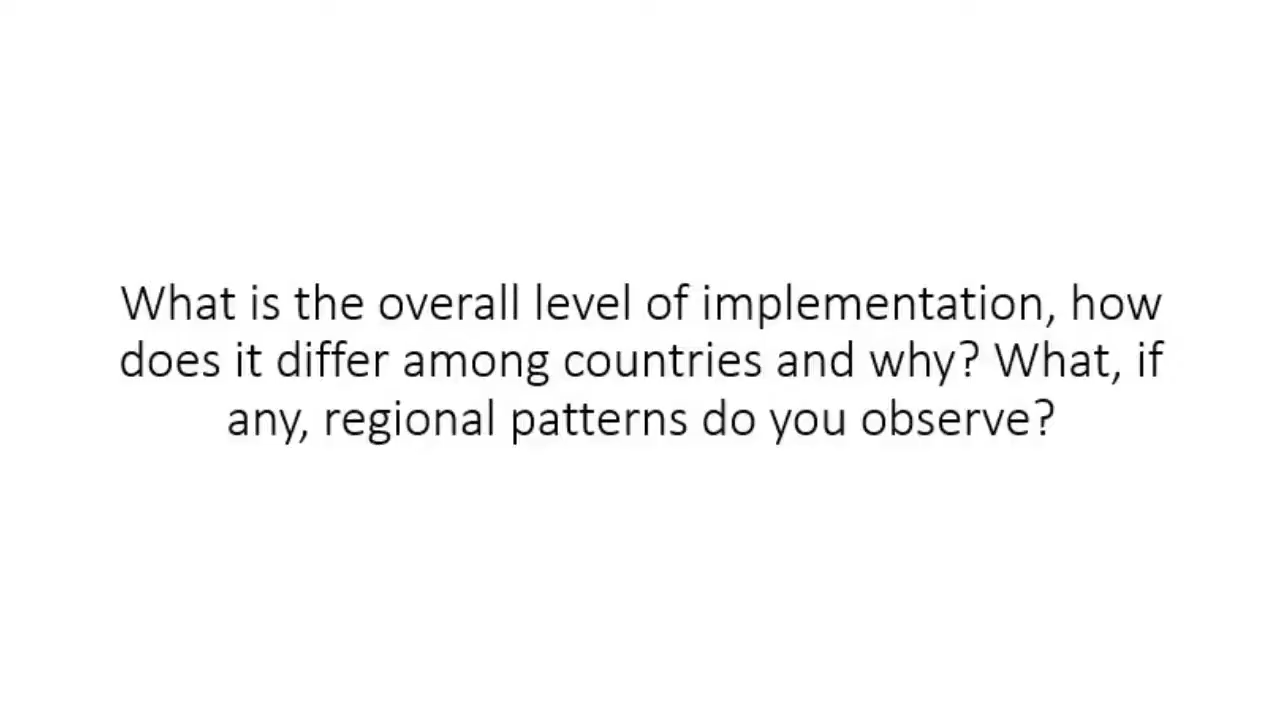 What is the overall level of implementation, how
does it differ among countries and why? What, if
any, regional patterns do you observe?